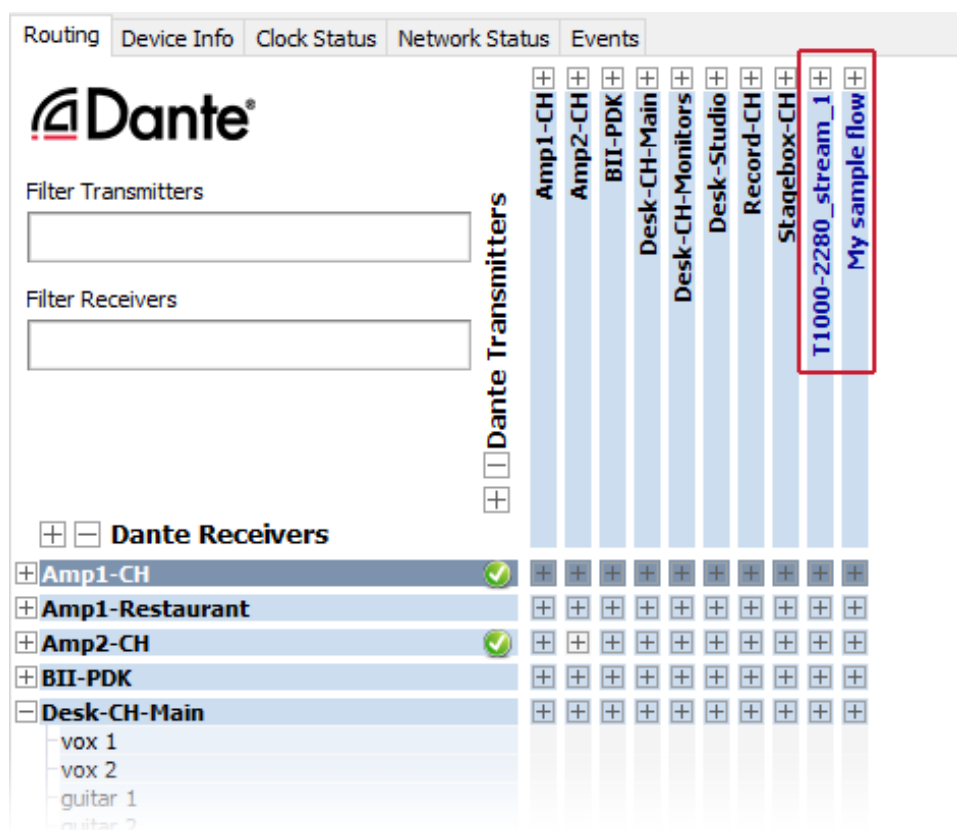 Routing Device Info Clock Status Network Status Events
Dante®
Filter Transmitters
Filter Receivers
Dante Transmitters
Amp1-CH
Amp2-CH
BII-PDK
Desk-CH-Main
Desk-CH-Monitors
Desk-Studio
Record-CH
Stagebox-CH
T1000-2280_stream_1
My sample flow
Dante Receivers
Amp1-CH
Amp1-Restaurant
Amp2-CH
BII-PDK
Desk-CH-Main
vox 1
vox 2
guitar 1
guitar 2